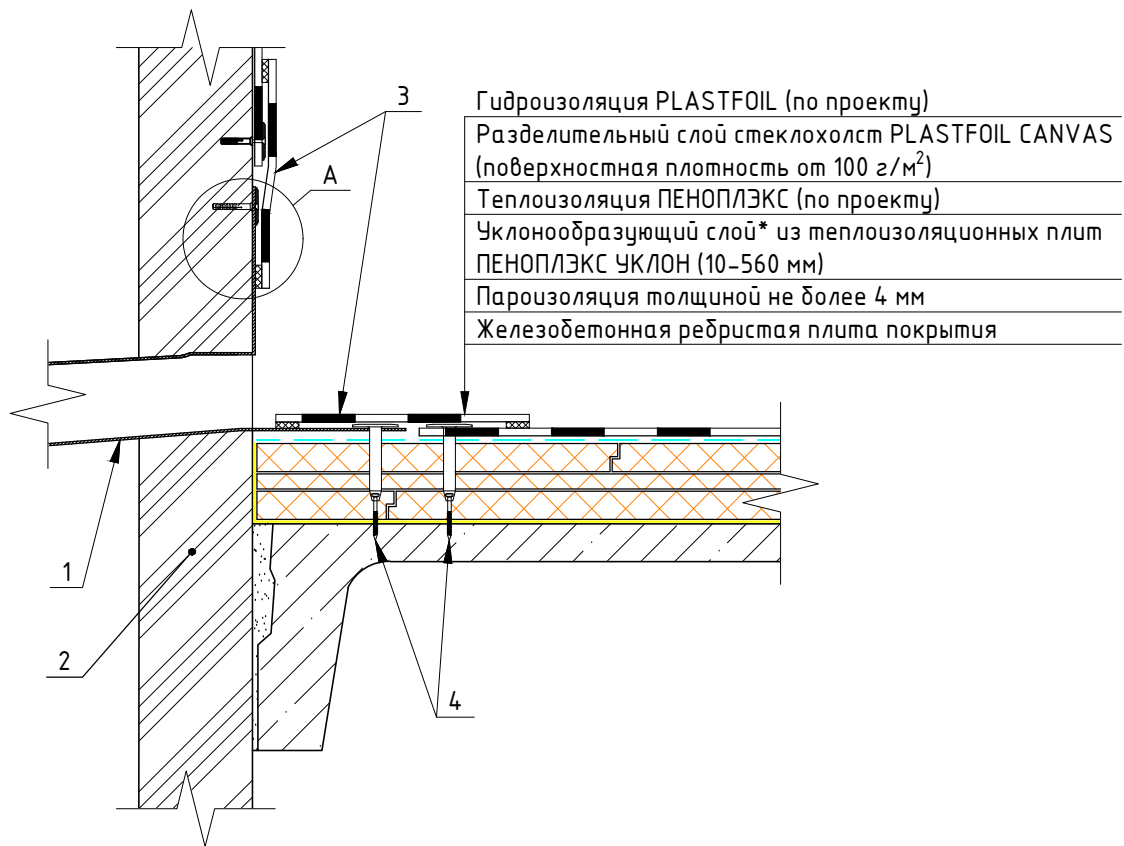 Гидроизоляция PLASTFOIL (по проекту)
Разделительный слой стеклохолст PLASTFOIL CANVAS
(поверхностная плотность от 100 г/м²)
Теплоизоляция ПЕНОПЛЭКС (по проекту)
Уклонообразующий слой* из теплоизоляционных плит
ПЕНОПЛЭКС УКЛОН (10-560 мм)
Пароизоляция толщиной не более 4 мм
Железобетонная ребристая плита покрытия
3
А
1
2
4